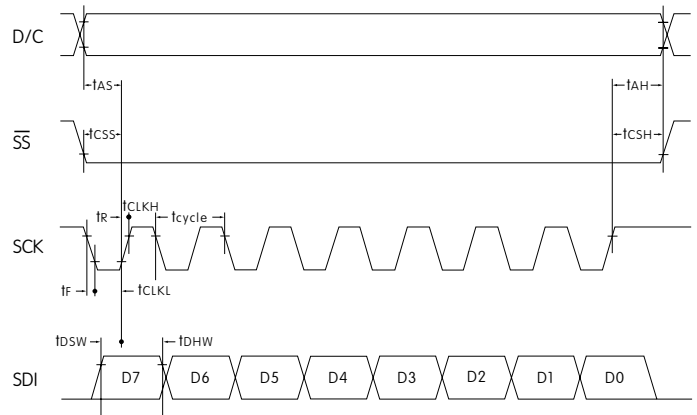 D/C
tAS
tAH
SS
tCSS
tCSH
tR
tCLKH
tcycle
SCK
tF
tCLKL
tDSW
tDHW
SDI
D7
D6
D5
D4
D3
D2
D1
D0